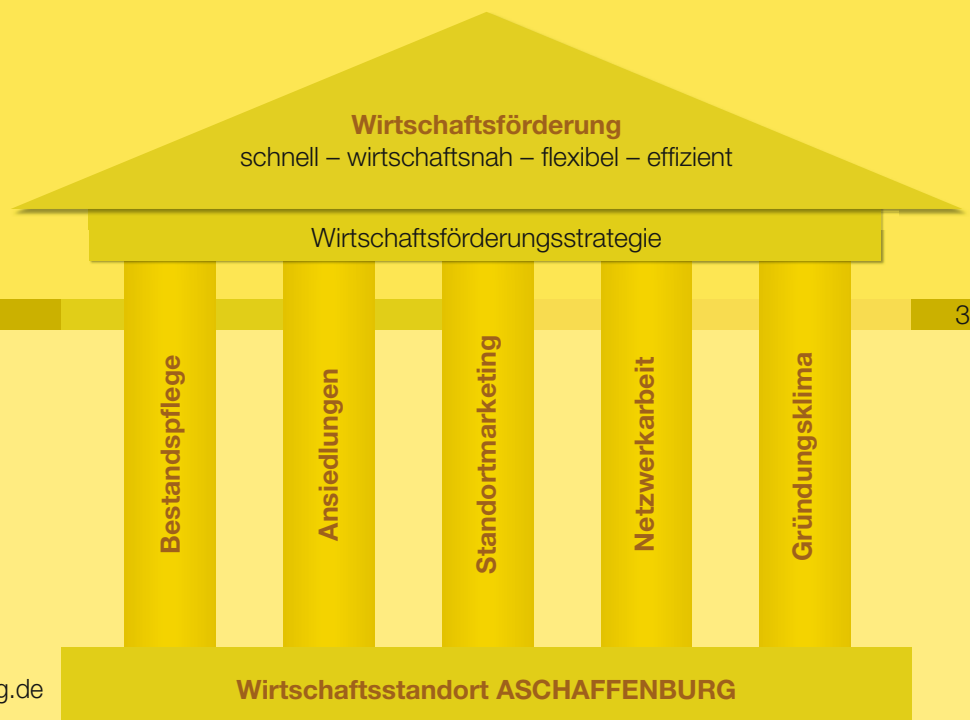 Wirtschaftsförderung
schnell – wirtschaftsnah – flexibel – effizient
Wirtschaftsförderungsstrategie
3
Bestandspflege
Ansiedlungen
Standortmarketing
Netzwerkarbeit
Gründungsklima
g.de
Wirtschaftsstandort ASCHAFFENBURG